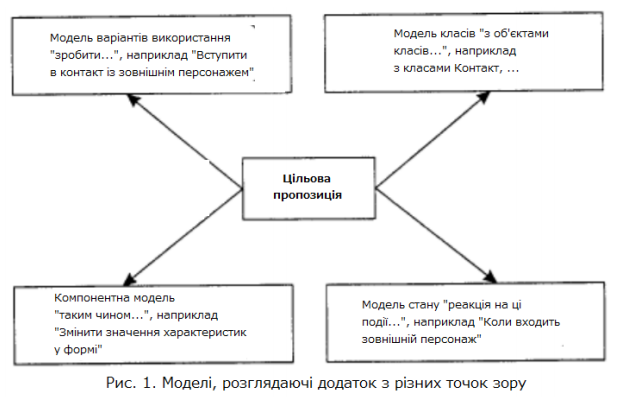 Модель варіантів використання
"зробити...", наприклад "Вступити
в контакт із зовнішнім персонажем"
Модель класів "з об'єктами
класів...", наприклад
з класами Контакт, ...
Цільова
пропозиція
Компонентна модель
"таким чином...", наприклад
"Змінити значення характеристик
у формі"
Модель стану "реакція на ці
події...", наприклад "Коли входить
зовнішній персонаж"
Рис. 1. Моделі, розглядаючі додаток з різних точок зору